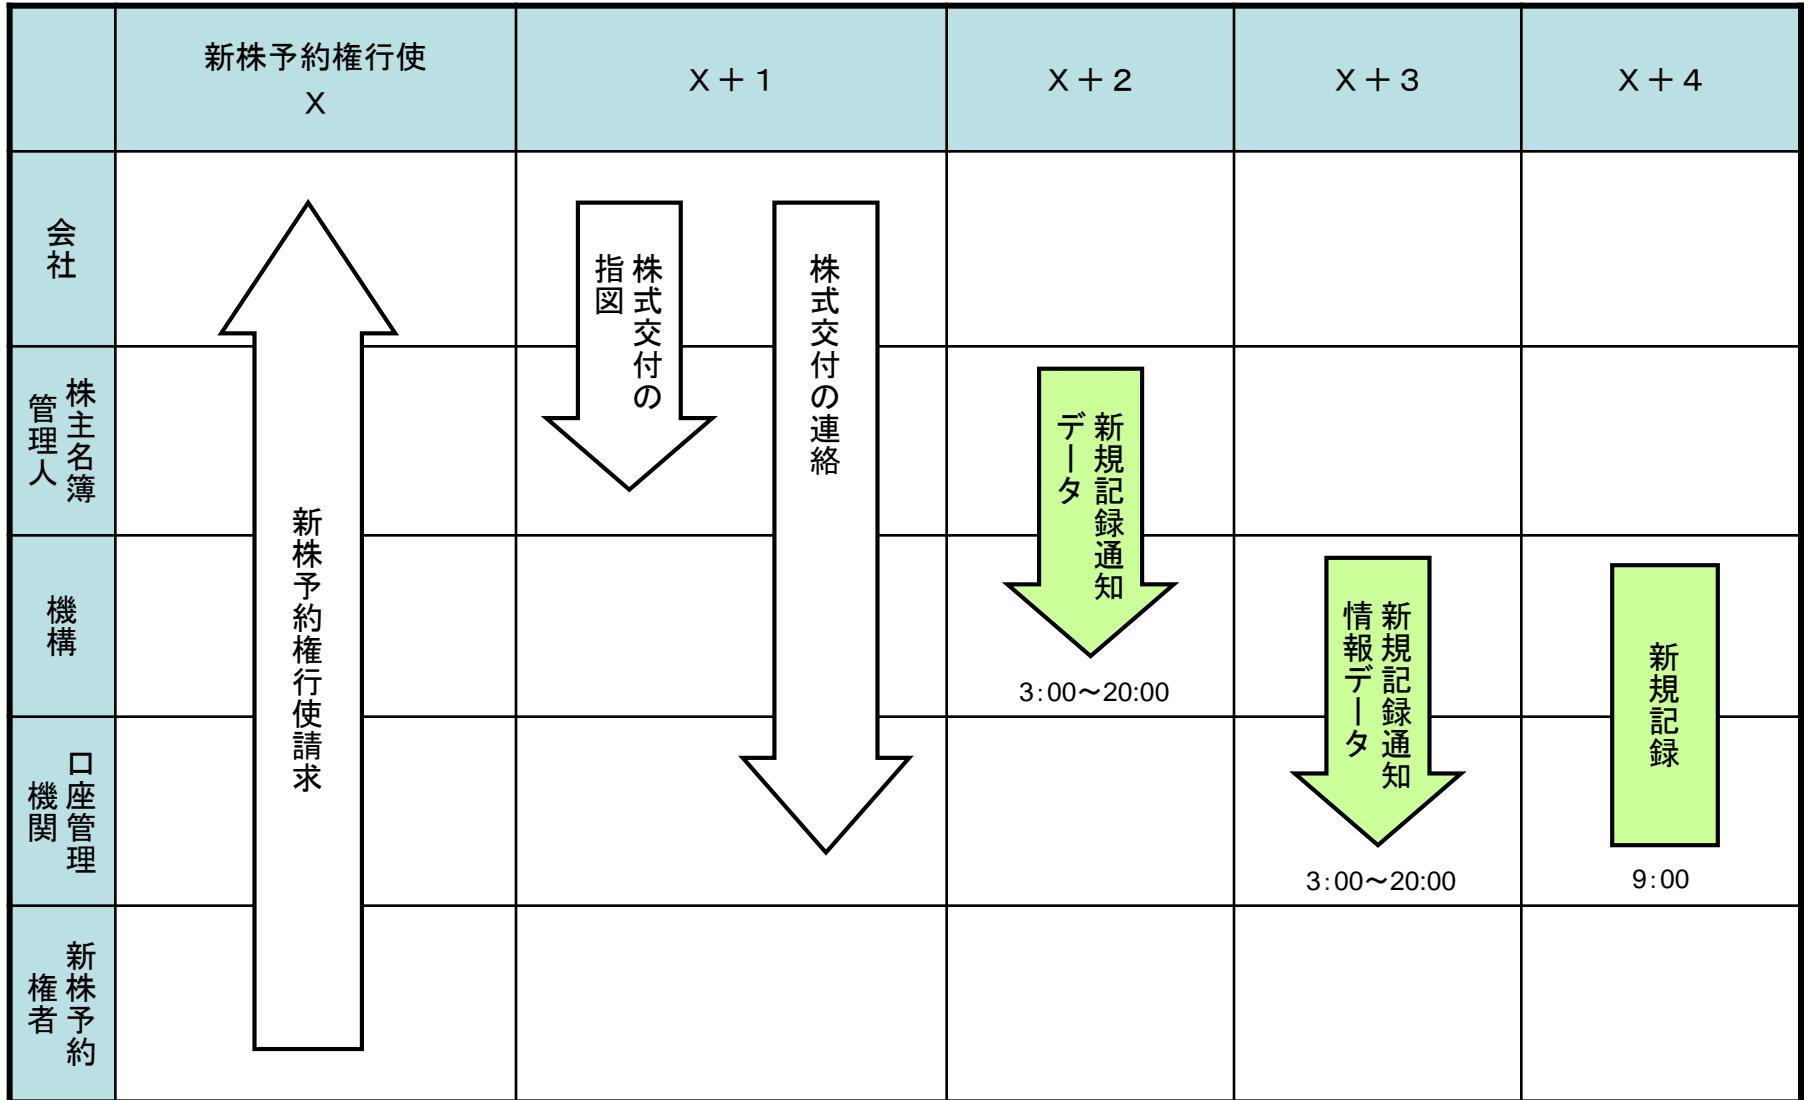 新株予約権行使
X
X＋1
X＋2
X＋3
X＋4
会社
株主名簿
管理人
機構
口座管理
機関
新株予約
権者
新株予約権行使請求
株式交付の
指図
株式交付の連絡
新規記録通知
データ
3:00～20:00
新規記録通知
情報データ
3:00～20:00
新規記録
9:00